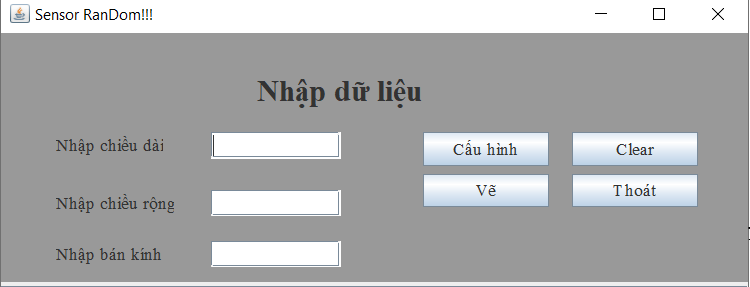 Sensor RanDom!!!
Nhập dữ liệu
Nhập chiều dài
Cấu hình
Clear
Nhập chiều rộng
Vẽ
Thoát
Nhập bán kính